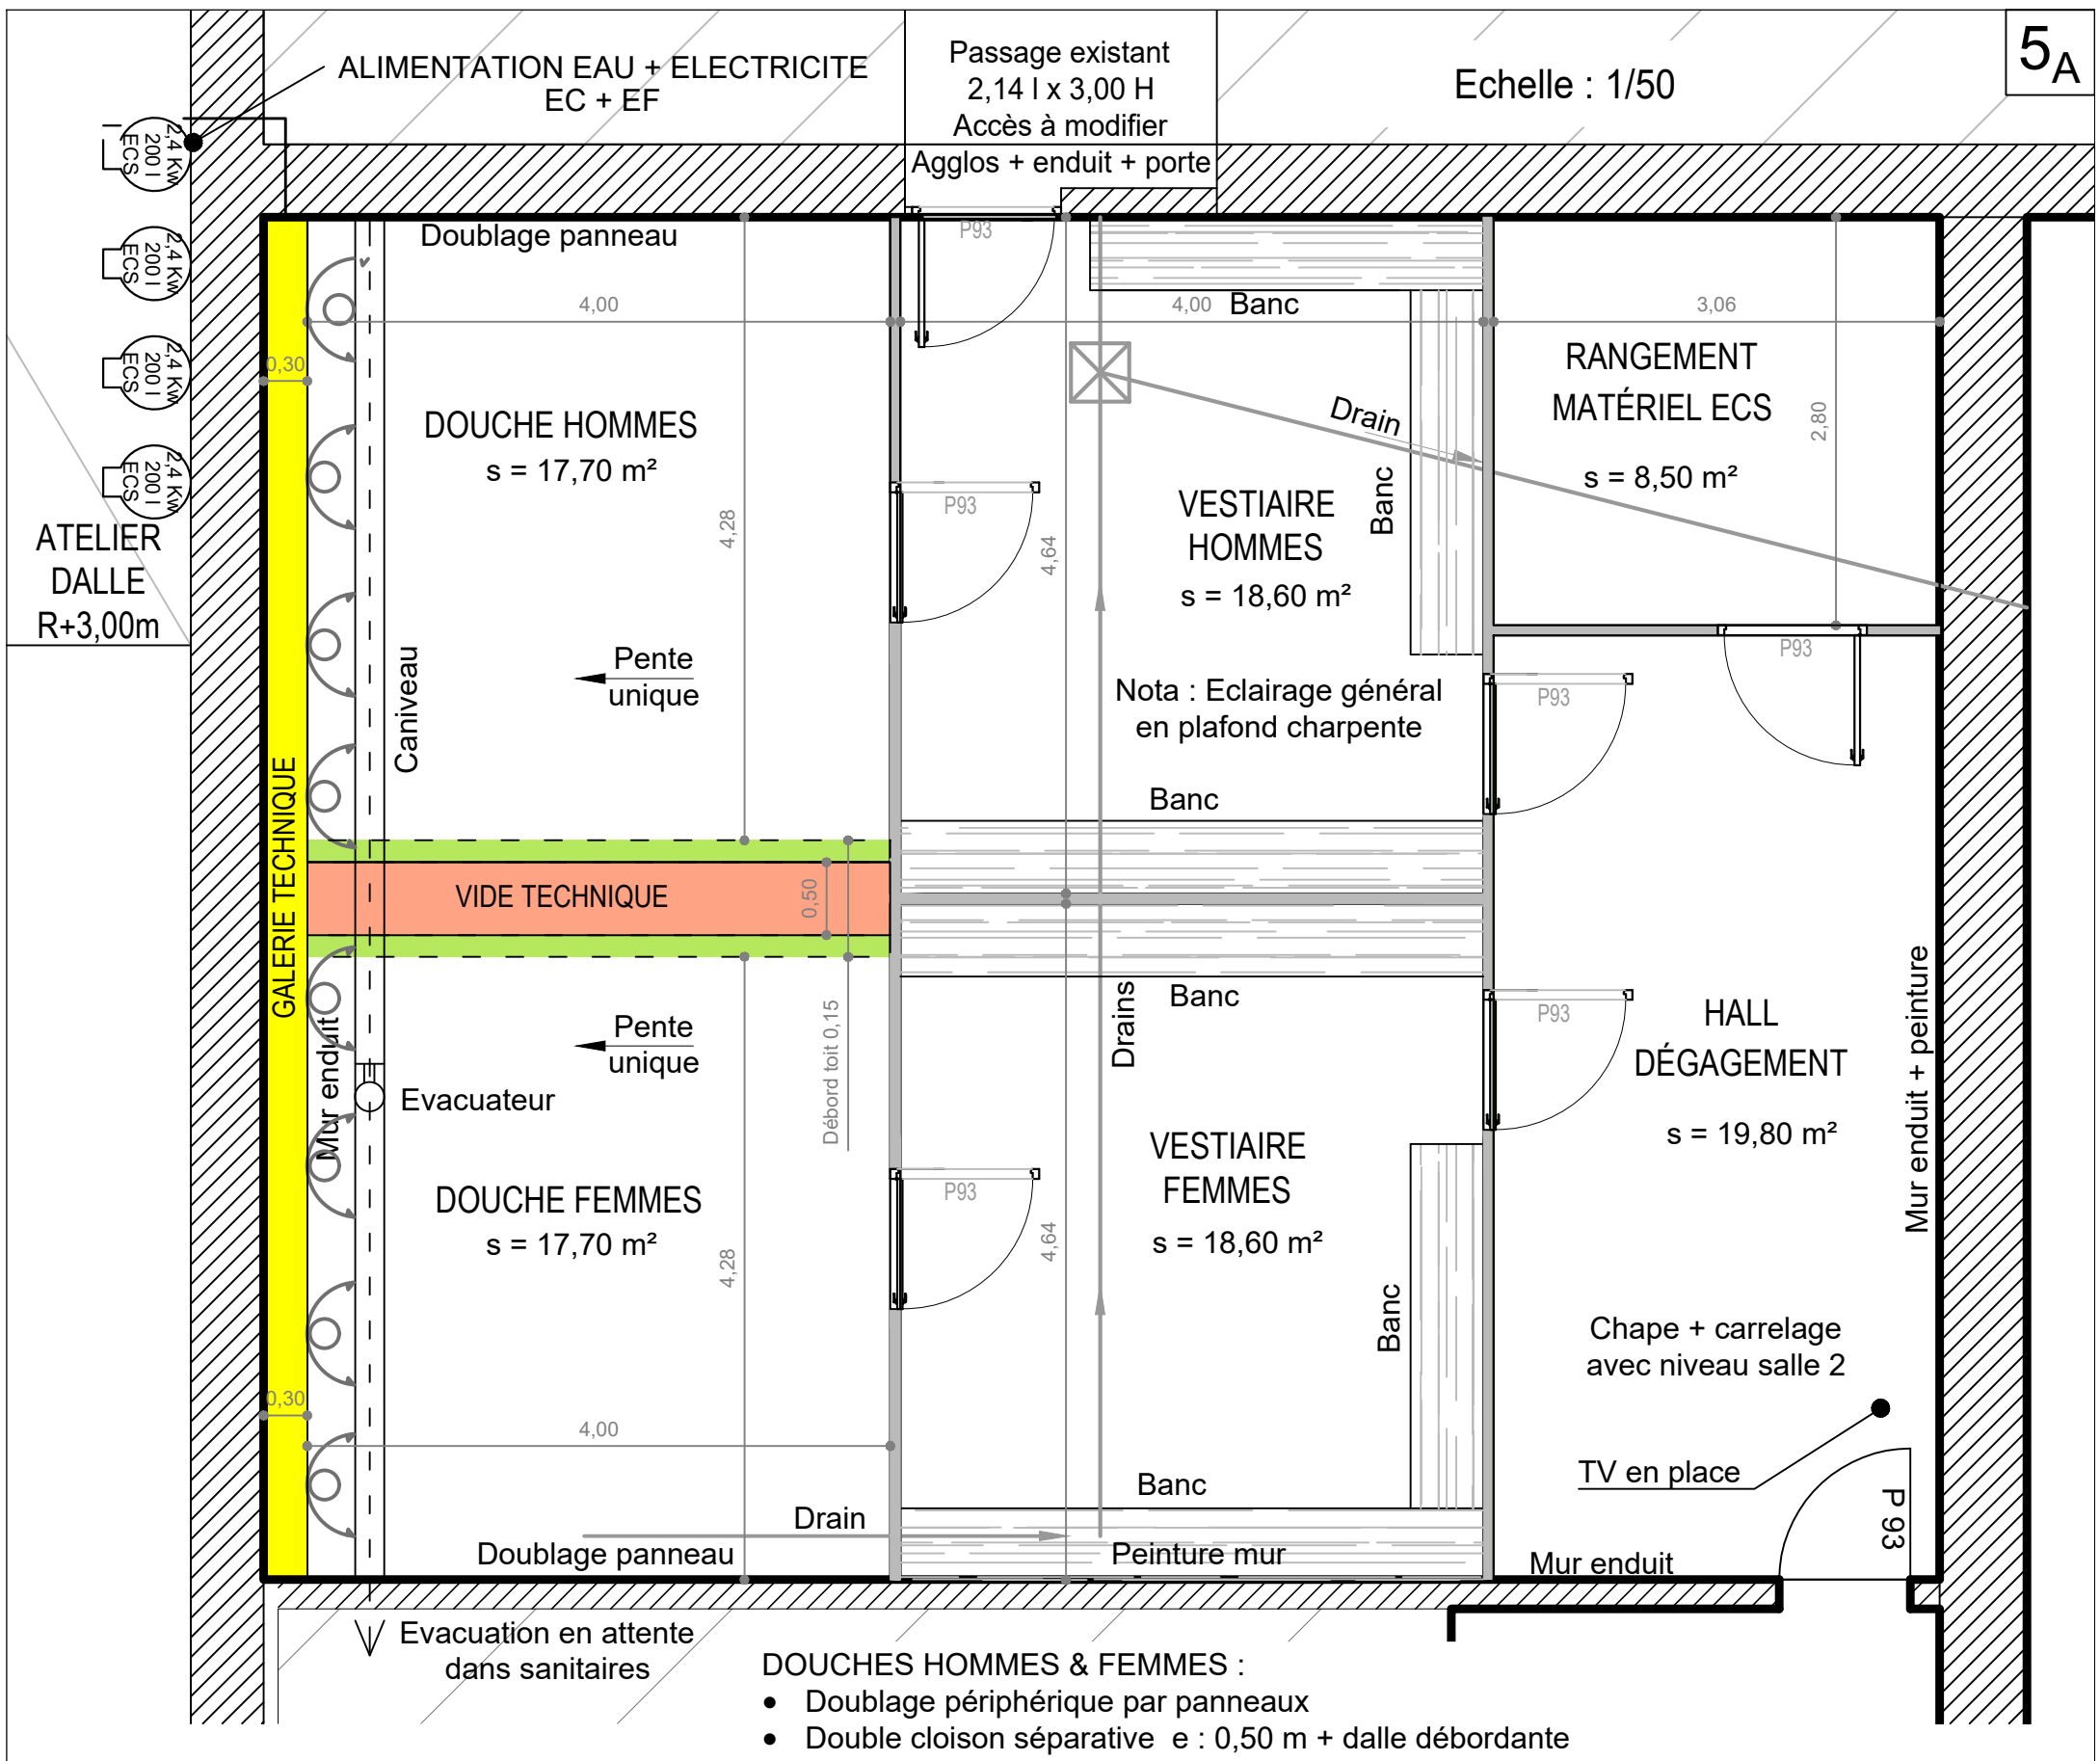 5A
ALIMENTATION EAU + ELECTRICITE
EC + EF
Passage existant
2,14 l x 3,00 H
Accès à modifier
Agglos + enduit + porte
Echelle : 1/50
2,4 Kw
200 l
ECS
2,4 Kw
200 l
ECS
2,4 Kw
200 l
ECS
2,4 Kw
200 l
ECS
ATELIER
DALLE
R+3,00m
Doublage panneau
P93
4,00
4,00
Banc
3,06
0,30
RANGEMENT
MATÉRIEL ECS
s = 8,50 m²
2,80
Drain
DOUCHE HOMMES
s = 17,70 m²
4,28
P93
4,64
VESTIAIRE
HOMMES
s = 18,60 m²
Banc
Pente
unique
Caniveau
Nota : Eclairage général
en plafond charpente
P93
P93
Banc
GALERIE TECHNIQUE
VIDE TECHNIQUE
0,50
Banc
Drains
P93
HALL
DÉGAGEMENT
s = 19,80 m²
Mur enduit + peinture
Mur enduit
Pente
unique
Débord toit 0,15
Evacuateur
DOUCHE FEMMES
s = 17,70 m²
4,28
P93
4,64
VESTIAIRE
FEMMES
s = 18,60 m²
Banc
Chape + carrelage
avec niveau salle 2
0,30
4,00
TV en place
Banc
P 93
Drain
Doublage panneau
Peinture mur
Mur enduit
Evacuation en attente
dans sanitaires
DOUCHES HOMMES & FEMMES :
• Doublage périphérique par panneaux
• Double cloison séparative e : 0,50 m + dalle débordante